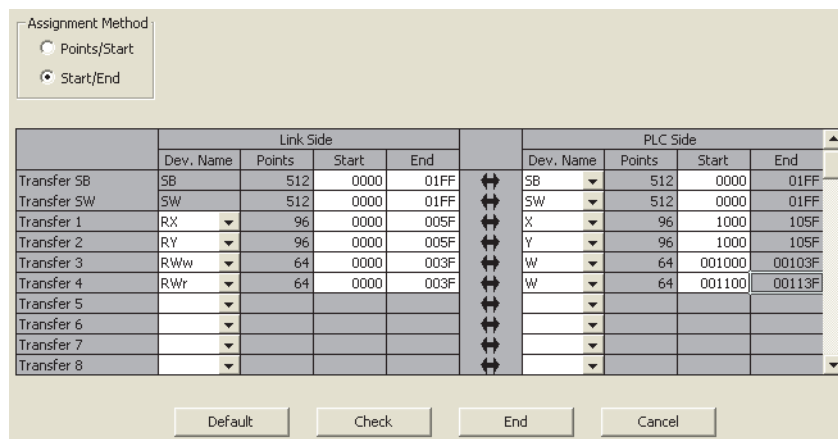 Assignment Method
Points/Start
Start/End
Link Side PLC Side
Dev. Name Points Start End Dev. Name Points Start End
Transfer SB SB 512 0000 01FF SB 512 0000 01FF
Transfer SW SW 512 0000 01FF SW 512 0000 01FF
Transfer 1 RX 96 0000 005F X 96 1000 105F
Transfer 2 RY 96 0000 005F Y 96 1000 105F
Transfer 3 RWw 64 0000 003F W 64 001000 00103F
Transfer 4 RWr 64 0000 003F W 64 001100 00113F
Transfer 5
Transfer 6
Transfer 7
Transfer 8
Default Check End Cancel